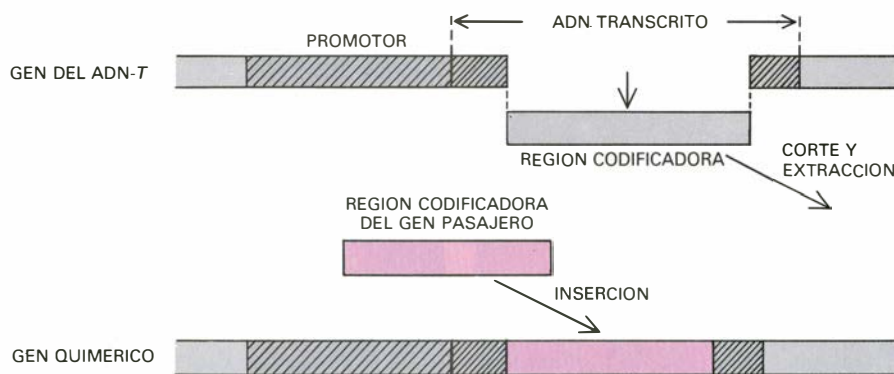 ADN TRANSCRITO
PROMOTOR
GEN DEL ADN-T
REGION CODIFICADORA
CORTE Y
EXTRACCION
REGION CODIFICADORA
DEL GEN PASAJERO
INSERCION
GEN QUIMERICO